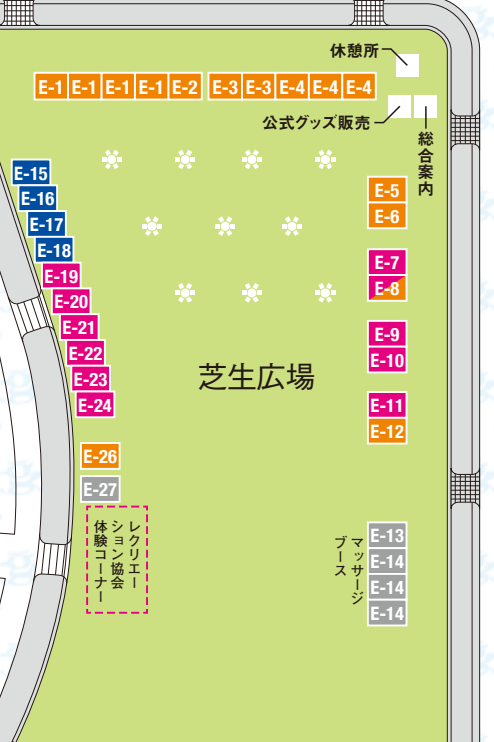 休憩所
E-1 E-1 E-1 E-1 E-2 E-3 E-3 E-4 E-4 E-4
公式グッズ販売
総合案内
E-15
E-16
E-17
E-18
E-19
E-20
E-21
E-22
E-23
E-24
E-26
E-27
レクリエー
ション協会
体験コーナー
芝生広場
E-5
E-6
E-7
E-8
E-9
E-10
E-11
E-12
マッサージ
ブース
E-13
E-14
E-14
E-14